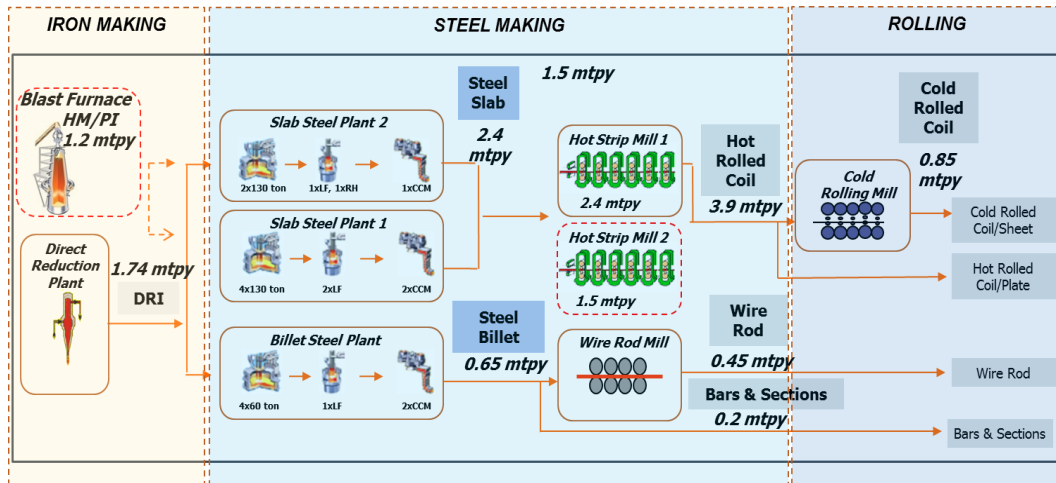 IRON MAKING
STEEL MAKING
ROLLING
Blast Furnace
HM/PI
1.2 mtpy
Direct
Reduction
Plant
1.74 mtpy
DRI
Slab Steel Plant 2
2x130 ton
1xLF, 1xRH
1xCCM
Slab Steel Plant 1
4x130 ton
2xLF
2xCCM
Billet Steel Plant
4x60 ton
1xLF
2xCCM
Steel
Slab
2.4
mtpy
1.5 mtpy
Hot Strip Mill 1
2.4 mtpy
Hot Strip Mill 2
1.5 mtpy
Steel
Billet
0.65 mtpy
Wire Rod Mill
Hot
Rolled
Coil
3.9 mtpy
Wire
Rod
0.45 mtpy
Bars & Sections
0.2 mtpy
Cold
Rolled
Coil
0.85
mtpy
Cold
Rolling Mill
Cold Rolled
Coil/Sheet
Hot Rolled
Coil/Plate
Wire Rod
Bars & Sections